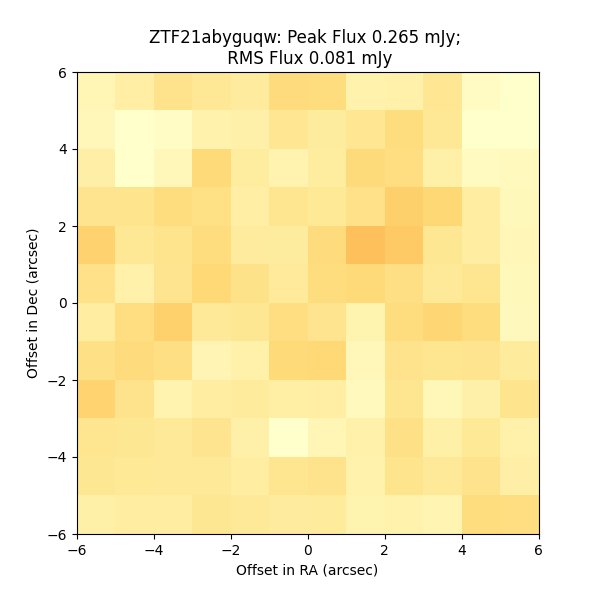 ZTF21abyguqw: Peak Flux 0.265 mJy;
RMS Flux 0.081 mJy
6
4
2
0
−2
−4
−6
Offset in Dec (arcsec)
−6 −4 −2 0 2 4 6
Offset in RA (arcsec)